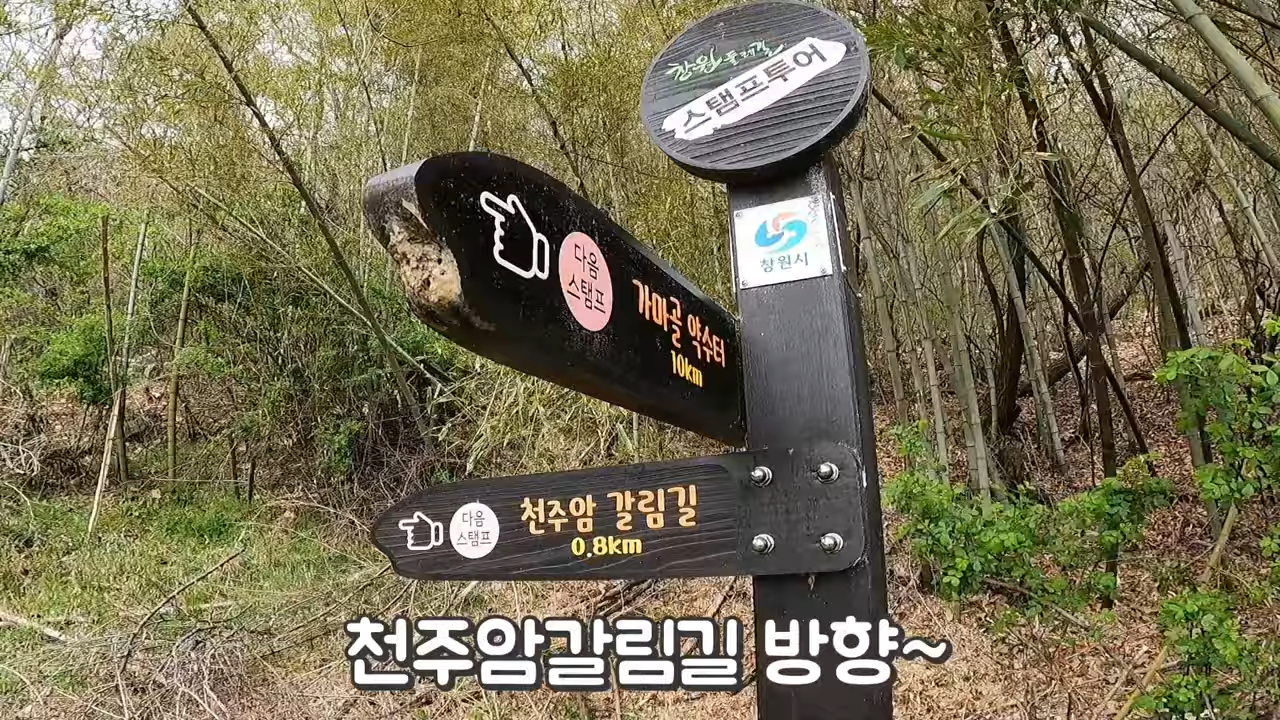 창원 둘레길
스탬프투어
창원시
다음
스탬프
가마골 약수터
10km
다음
스탬프
천주암 갈림길
0.8km
천주암갈림길 방향~